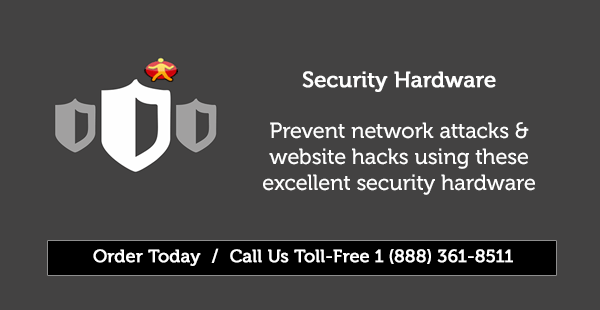 Security Hardware
Prevent network attacks &
website hacks using these
excellent security hardware
Order Today / Call Us Toll-Free 1 (888) 361-8511